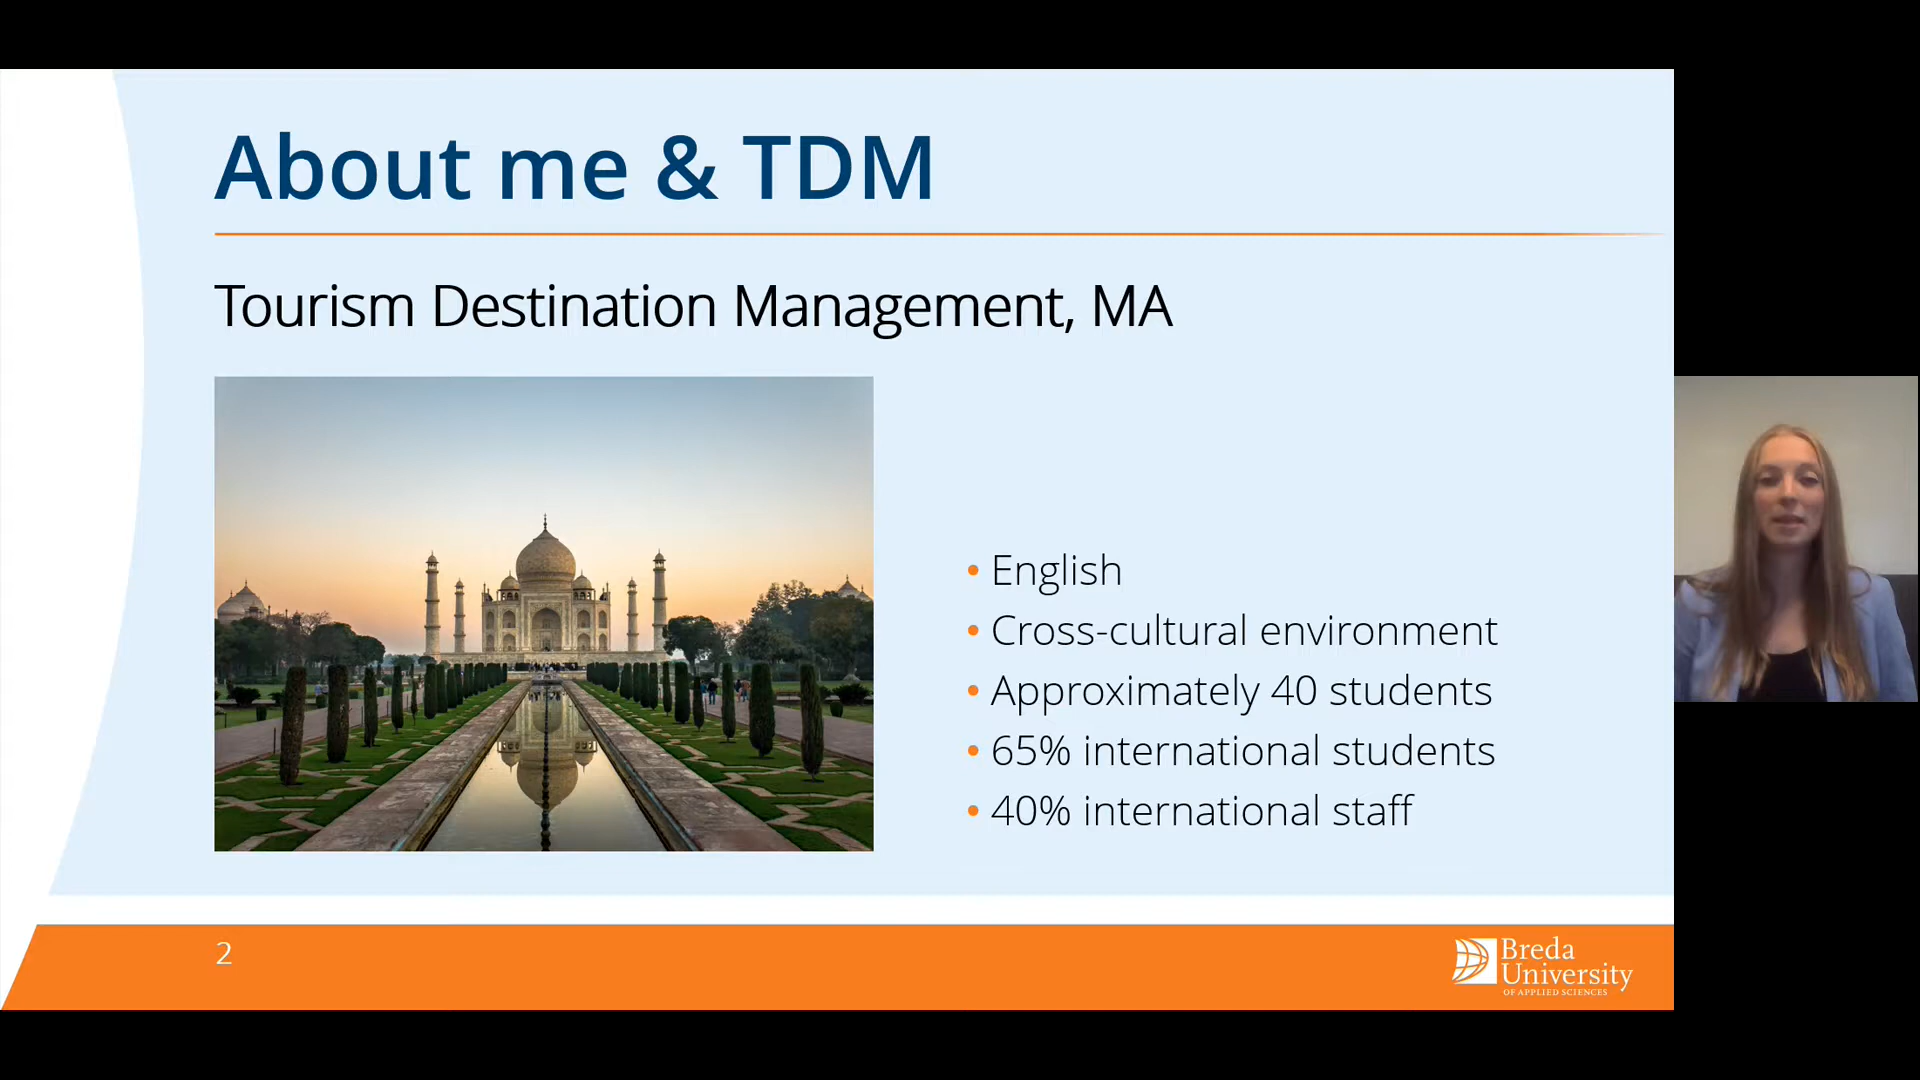 About me & TDM
Tourism Destination Management, MA
• English
• Cross-cultural environment
• Approximately 40 students
• 65% international students
• 40% international staff
2
Breda
University
OF APPLIED SCIENCES